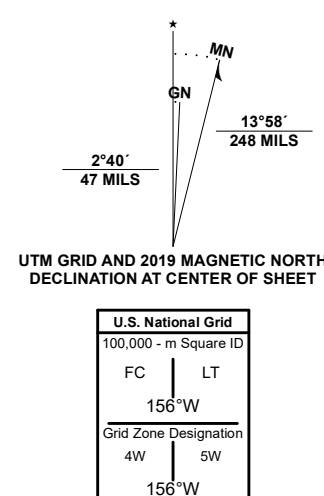 MN
GN
13°58´
248 MILS
2°40´
47 MILS
UTM GRID AND 2019 MAGNETIC NORTH
DECLINATION AT CENTER OF SHEET
U.S. National Grid
100,000 - m Square ID
FC LT
156°W
Grid Zone Designation
4W 5W
156°W